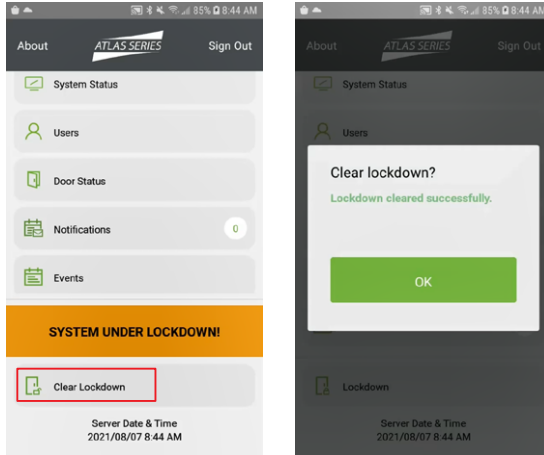 85% 8:44 AM
About
ATLAS SERIES
Sign Out
System Status
Users
Door Status
Notifications
0
Events
SYSTEM UNDER LOCKDOWN!
Clear Lockdown
Server Date & Time
2021/08/07 8:44 AM
85% 8:44 AM
About
ATLAS SERIES
Sign Out
System Status
Users
Clear lockdown?
Lockdown cleared successfully.
OK
Lockdown
Server Date & Time
2021/08/07 8:44 AM